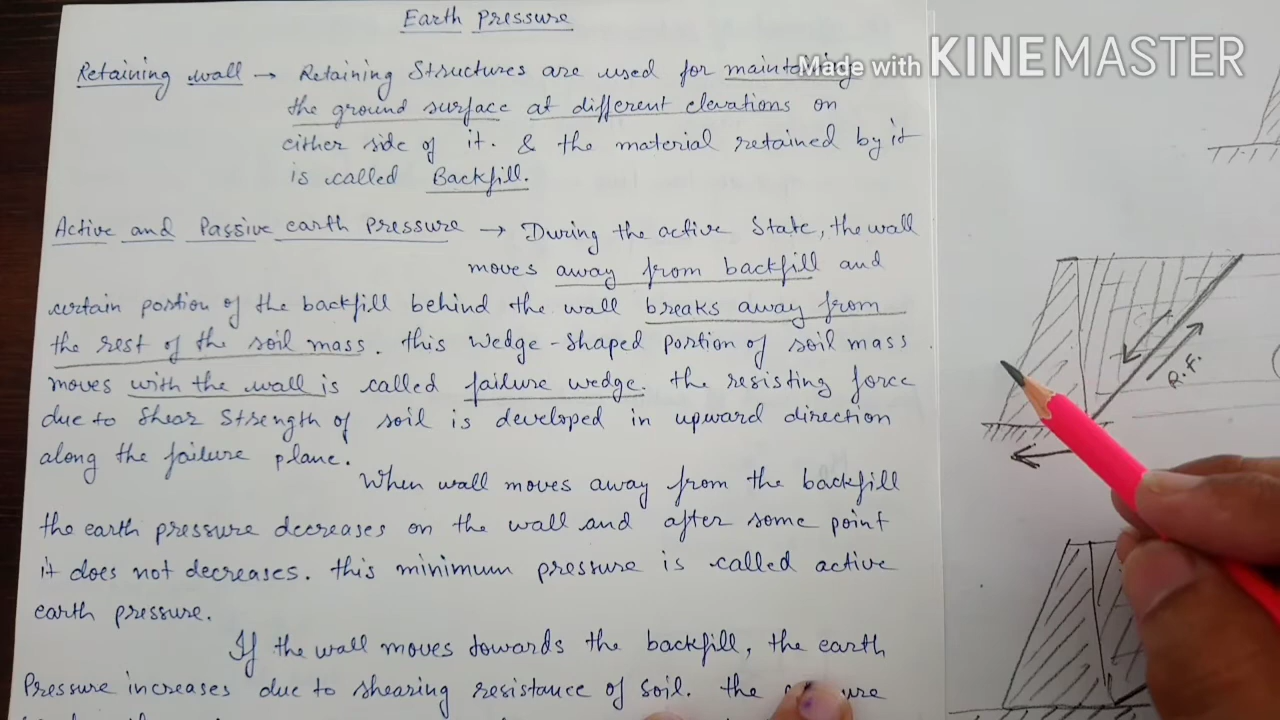 Earth Pressure
Made with KINEMASTER
Retaining wall → Retaining Structures are used for maintaining
the ground surface at different elevations on
either side of it. & the material retained by it
is called Backfill.
Active and Passive earth Pressure → During the active State, the wall
moves away from backfill and
certain portion of the backfill behind the wall breaks away from
the rest of the soil mass. this wedge-shaped portion of soil mass
moves with the wall is called failure wedge. the resisting force
due to shear strength of soil is developed in upward direction
along the failure plane.
When wall moves away from the backfill
the earth pressure decreases on the wall and after some point
it does not decreases. this minimum pressure is called active
earth pressure.
If the wall moves towards the backfill, the earth
Pressure increases due to shearing resistance of soil. the
R.F.